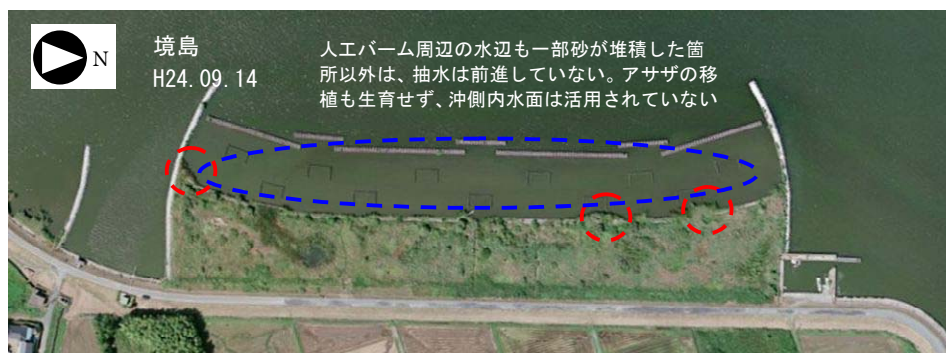 境島
H24.09.14
N
人工バーム周辺の水辺も一部砂が堆積した箇
所以外は、抽水は前進していない。アサザの移
植も生育せず、沖側内水面は活用されていない